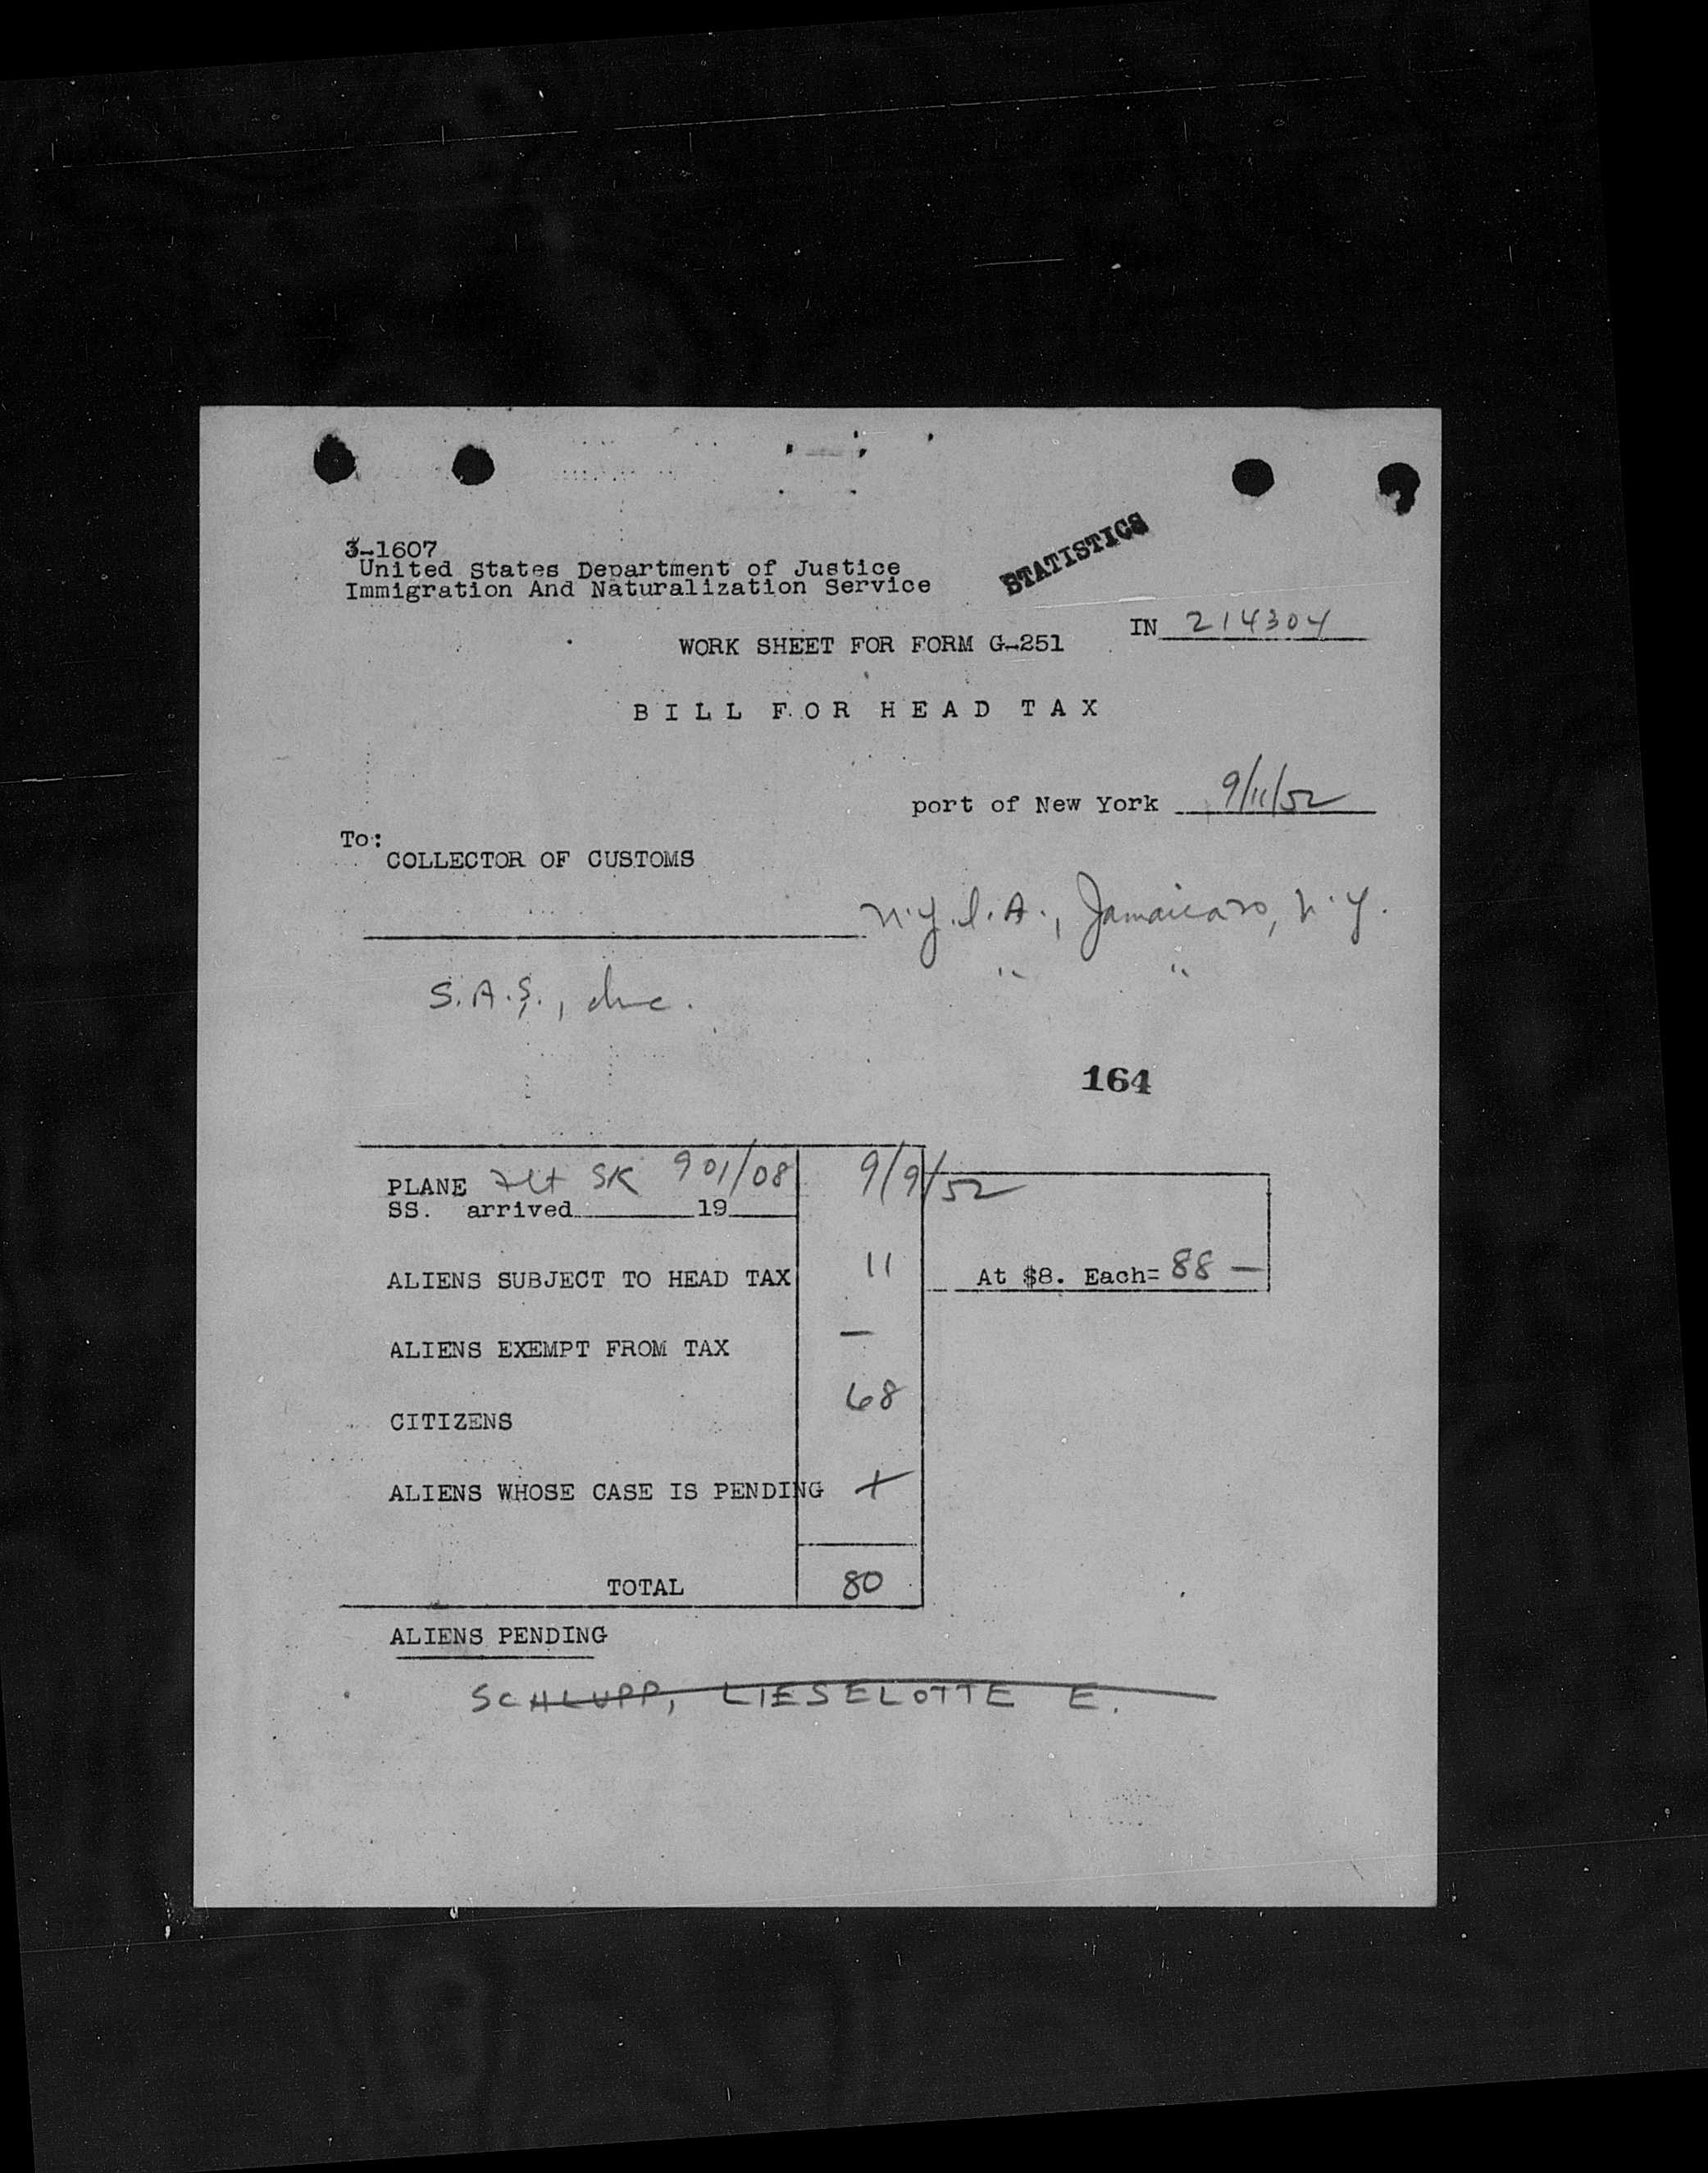 3-1607
United States Department of Justice
Immigration And Naturalization Service
STATISTICS
IN 214304
WORK SHEET FOR FORM G-251
BILL FOR HEAD TAX
port of New York 9/11/52
To:
COLLECTOR OF CUSTOMS
N.Y.I.A., Jamaica, N.Y.
S.A.S., Inc. " "
164
PLANE Flt SK 901/08 9/9/52
SS. arrived 19
ALIENS SUBJECT TO HEAD TAX 11 At $8. Each= 88 —
ALIENS EXEMPT FROM TAX —
CITIZENS 68
ALIENS WHOSE CASE IS PENDING
TOTAL 80
ALIENS PENDING
SCHLUPP, LIESELOTTE E.